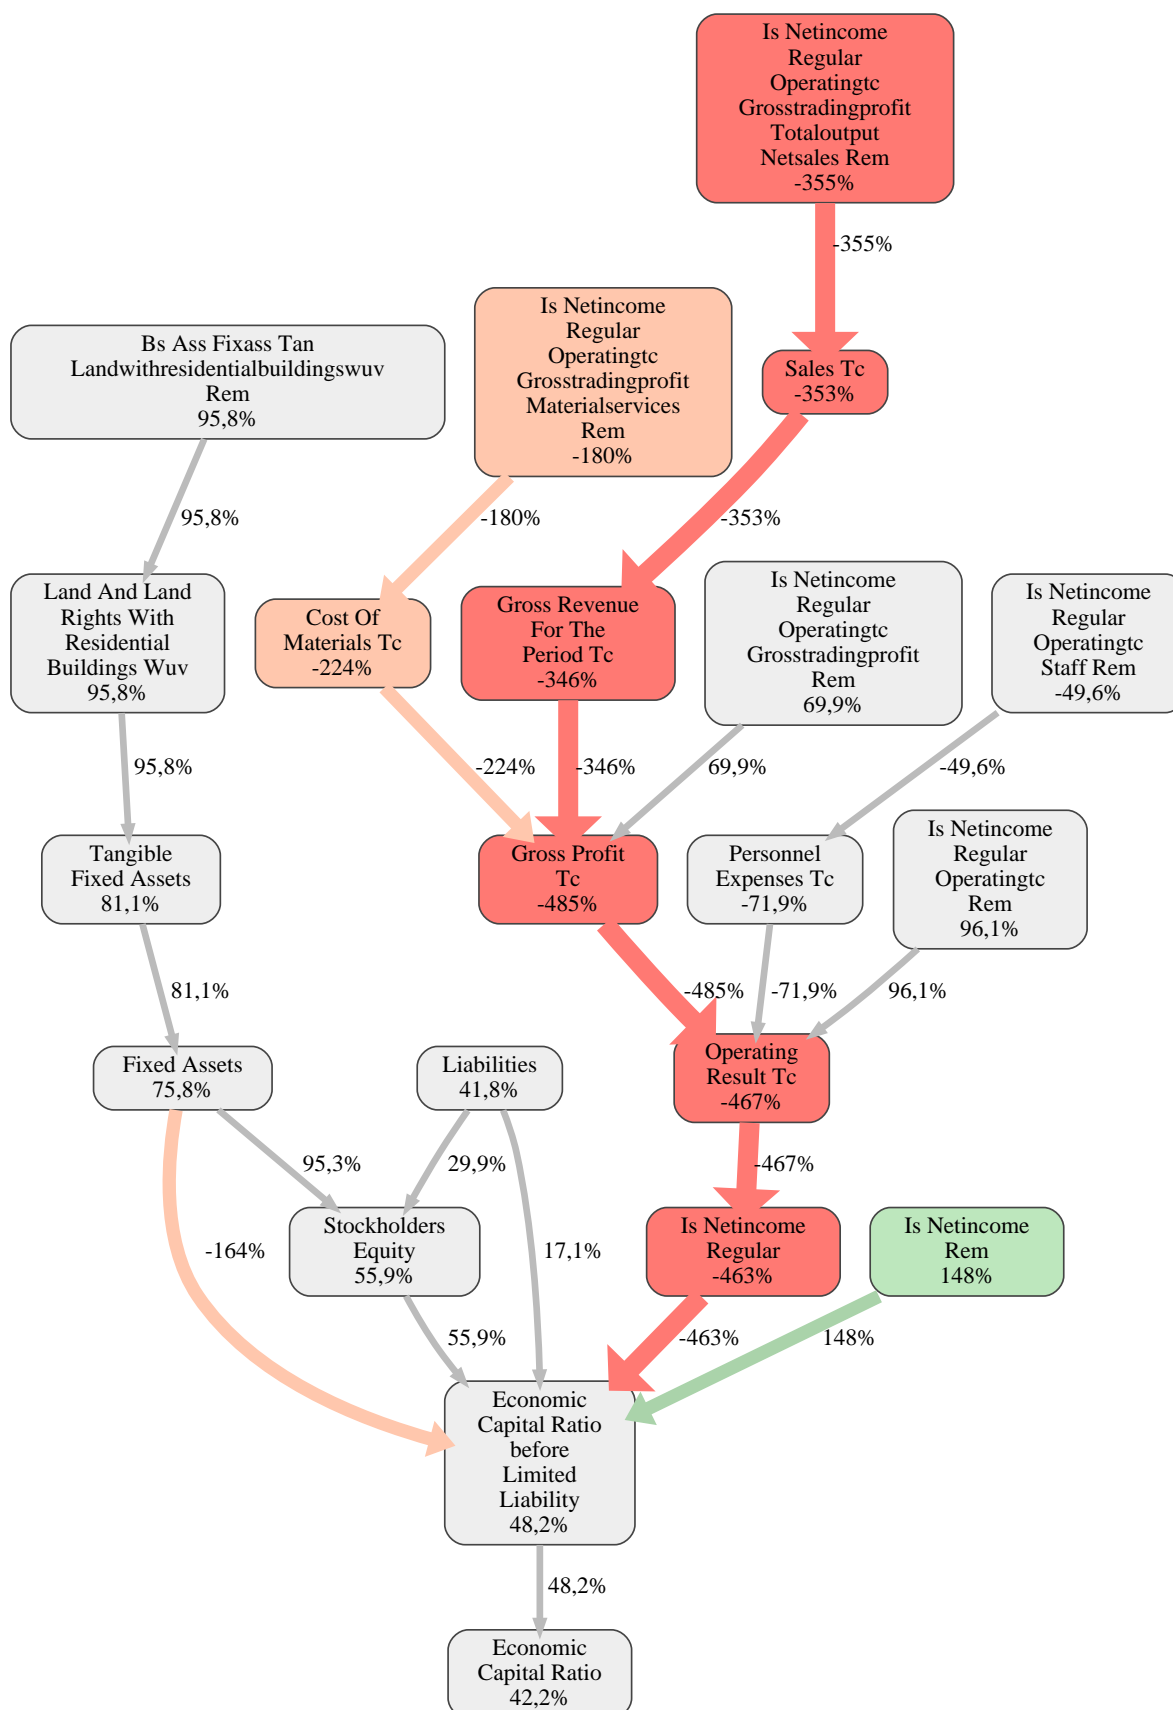 Is Netincome
Regular
Operatingtc
Grosstradingprofit
Totaloutput
Netsales Rem
-355%
-355%
Bs Ass Fixass Tan
Landwithresidentialbuildingswuv
Rem
95,8%
Is Netincome
Regular
Operatingtc
Grosstradingprofit
Materialservices
Rem
-180%
Sales Tc
-353%
95,8%
-180%
-353%
Land And Land
Rights With
Residential
Buildings Wuv
95,8%
Cost Of
Materials Tc
-224%
Gross Revenue
For The
Period Tc
-346%
Is Netincome
Regular
Operatingtc
Grosstradingprofit
Rem
69,9%
Is Netincome
Regular
Operatingtc
Staff Rem
-49,6%
95,8%
-224%
-346%
69,9%
-49,6%
Tangible
Fixed Assets
81,1%
Gross Profit
Tc
-485%
Personnel
Expenses Tc
-71,9%
Is Netincome
Regular
Operatingtc
Rem
96,1%
81,1%
-485%
-71,9%
96,1%
Fixed Assets
75,8%
Liabilities
41,8%
Operating
Result Tc
-467%
95,3%
29,9%
-467%
Stockholders
Equity
55,9%
Is Netincome
Regular
-463%
Is Netincome
Rem
148%
-164%
17,1%
55,9%
-463%
148%
Economic
Capital Ratio
before
Limited
Liability
48,2%
48,2%
Economic
Capital Ratio
42,2%